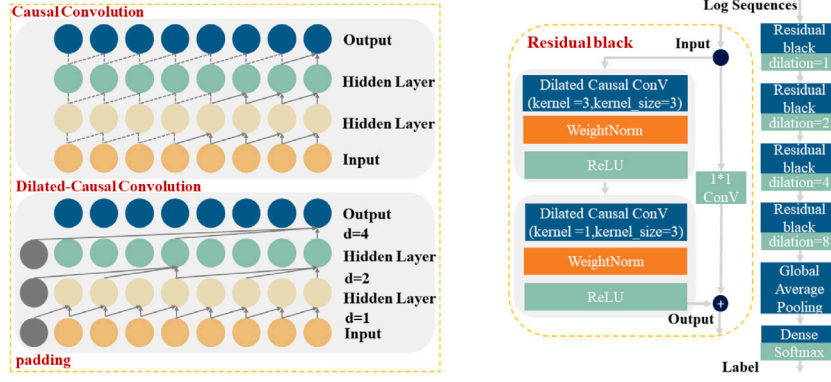 Causal Convolution
Output
Hidden Layer
Hidden Layer
Input
Dilated-Causal Convolution
Output
d=4
Hidden Layer
d=2
Hidden Layer
d=1
Input
padding
Residual black
Input
Dilated Causal ConV
(kernel =3,kernel_size=3)
WeightNorm
ReLU
1*1
ConV
Dilated Causal ConV
(kernel =1,kernel_size=3)
WeightNorm
ReLU
+
Output
Log Sequences
Residual
black
dilation=1
Residual
black
dilation=2
Residual
black
dilation=4
Residual
black
dilation=8
Global
Average
Pooling
Dense
Softmax
Label